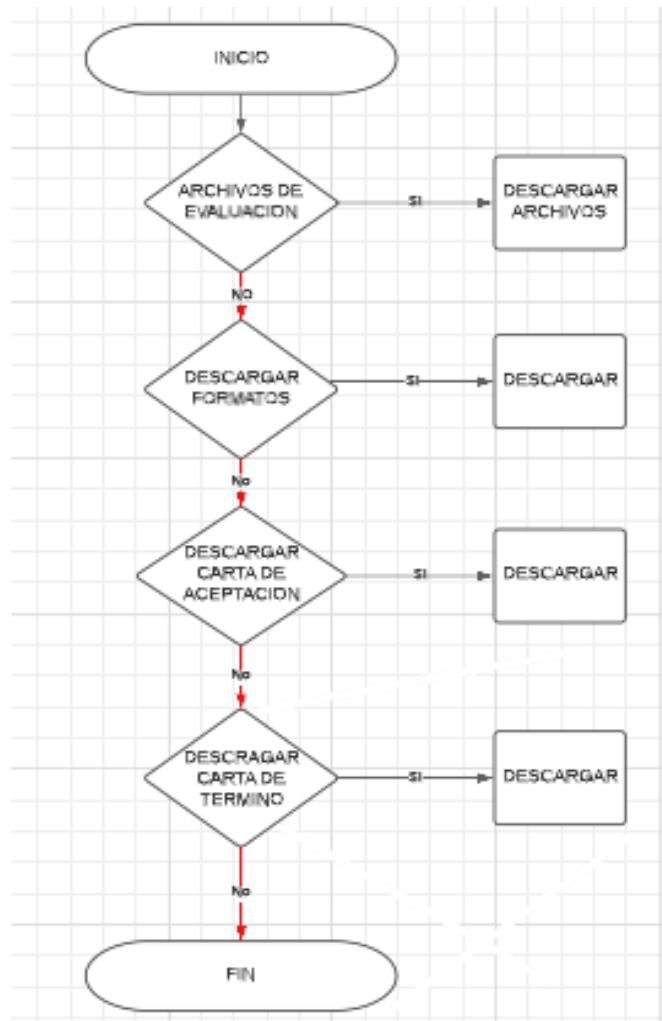 INICIO
ARCHIVOS DE
EVALUACION
SI
DESCARGAR
ARCHIVOS
NO
DESCARGAR
FORMATOS
SI
DESCARGAR
No
DESCARGAR
CARTA DE
ACEPTACION
SI
DESCARGAR
No
DESCRAGAR
CARTA DE
TERMINO
SI
DESCARGAR
No
FIN